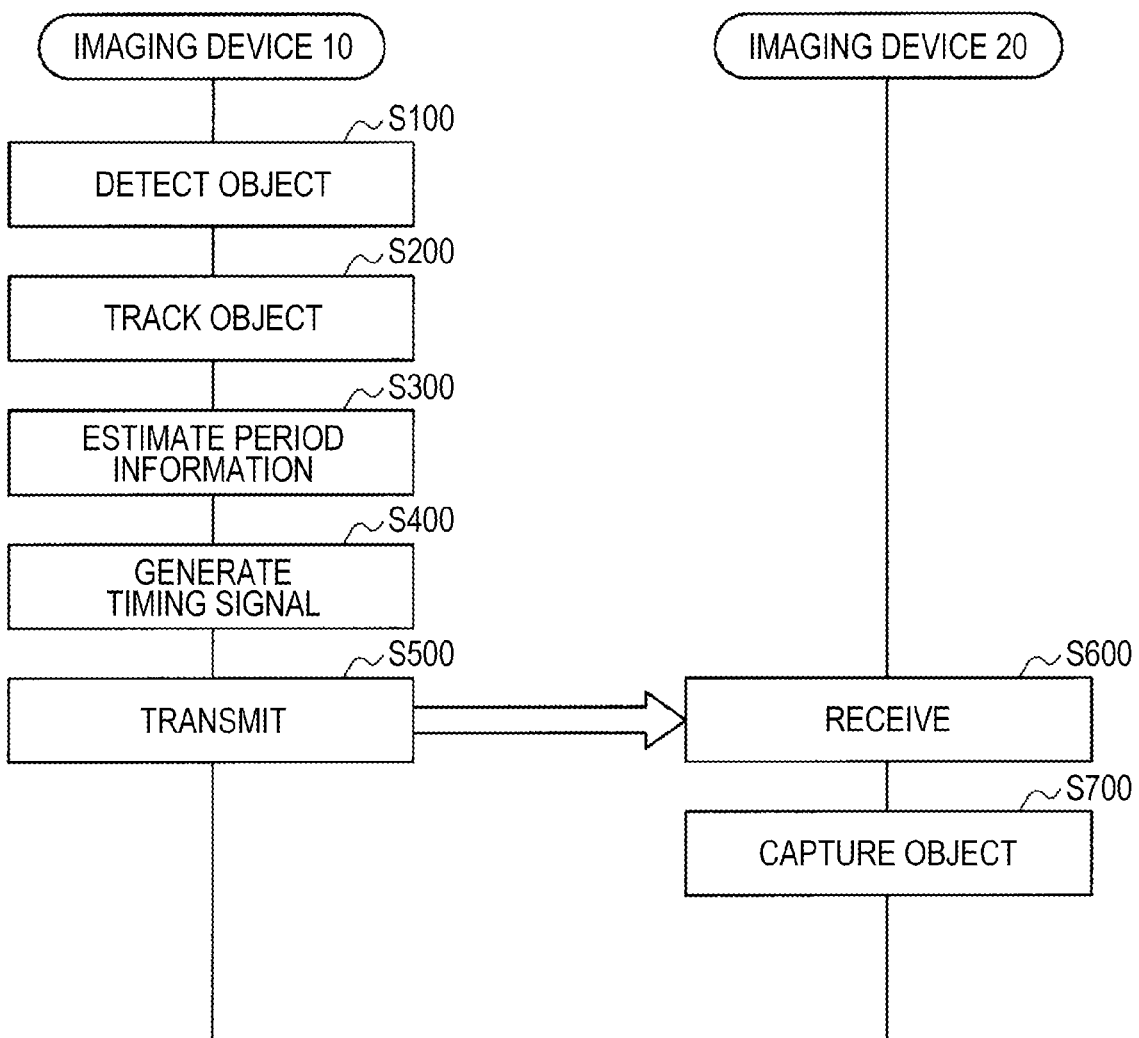 IMAGING DEVICE 10
IMAGING DEVICE 20
S100
DETECT OBJECT
S200
TRACK OBJECT
S300
ESTIMATE PERIOD
INFORMATION
S400
GENERATE
TIMING SIGNAL
S500
TRANSMIT
S600
RECEIVE
S700
CAPTURE OBJECT